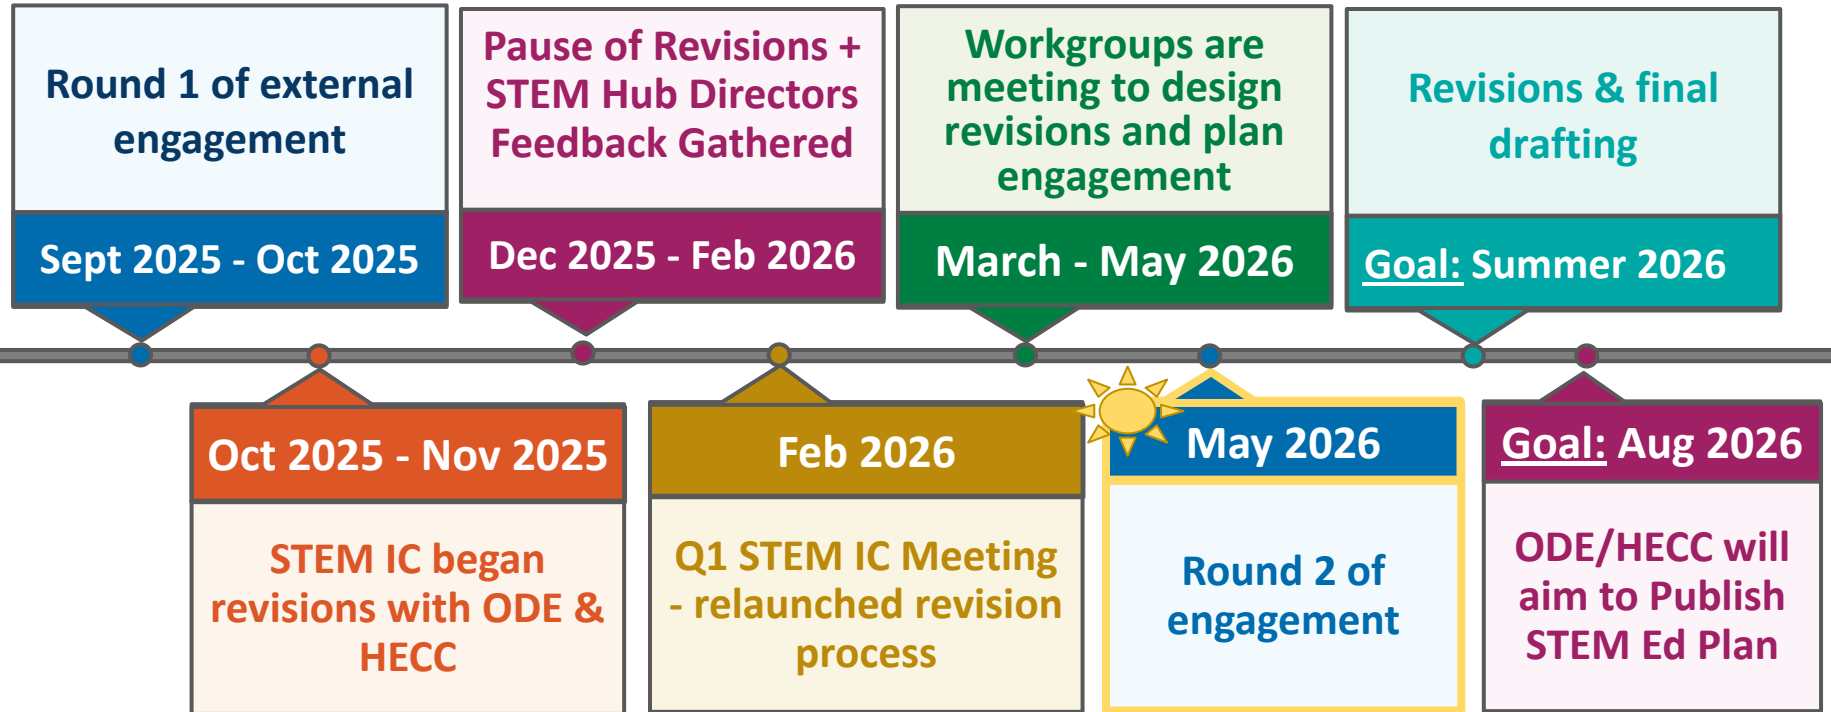 Round 1 of external
engagement
Sept 2025 - Oct 2025
Pause of Revisions +
STEM Hub Directors
Feedback Gathered
Dec 2025 - Feb 2026
Workgroups are
meeting to design
revisions and plan
engagement
March - May 2026
Revisions & final
drafting
Goal: Summer 2026
Oct 2025 - Nov 2025
STEM IC began
revisions with ODE &
HECC
Feb 2026
Q1 STEM IC Meeting
- relaunched revision
process
May 2026
Round 2 of
engagement
Goal: Aug 2026
ODE/HECC will
aim to Publish
STEM Ed Plan